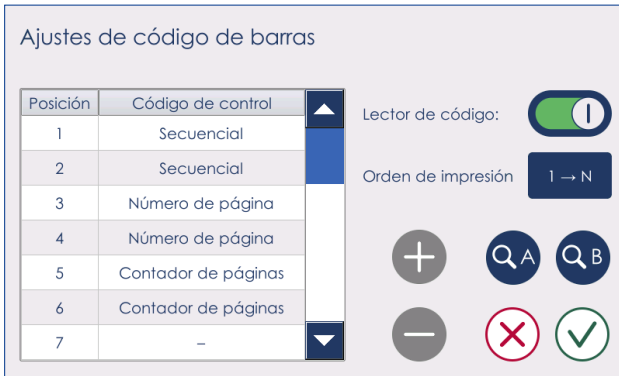 Ajustes de código de barras
Posición Código de control
1 Secuencial
2 Secuencial
3 Número de página
4 Número de página
5 Contador de páginas
6 Contador de páginas
7 –
Lector de código:
Orden de impresión 1 → N
A B